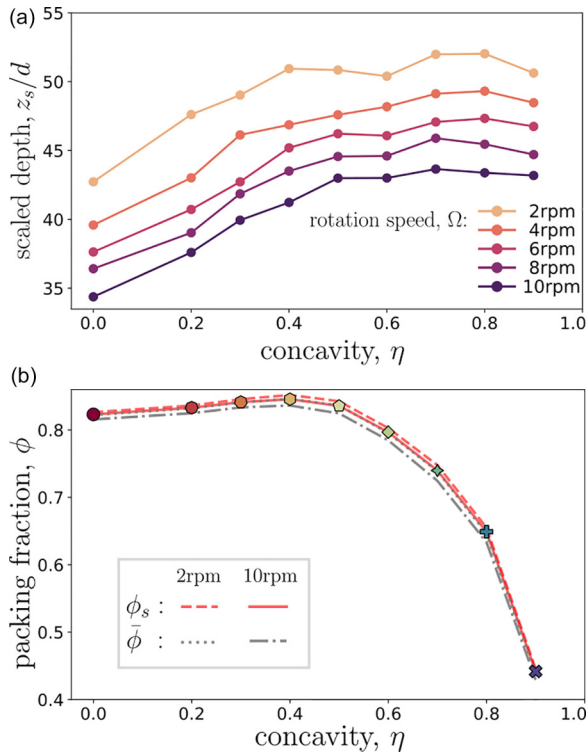 (a)
scaled depth, z_s/d
55
50
45
40
35
rotation speed, Ω:
2rpm
4rpm
6rpm
8rpm
10rpm
0.0 0.2 0.4 0.6 0.8 1.0
concavity, η
(b)
packing fraction, ϕ
0.8
0.7
0.6
0.5
0.4
2rpm 10rpm
ϕ_s :
ϕ̄ :
0.0 0.2 0.4 0.6 0.8 1.0
concavity, η